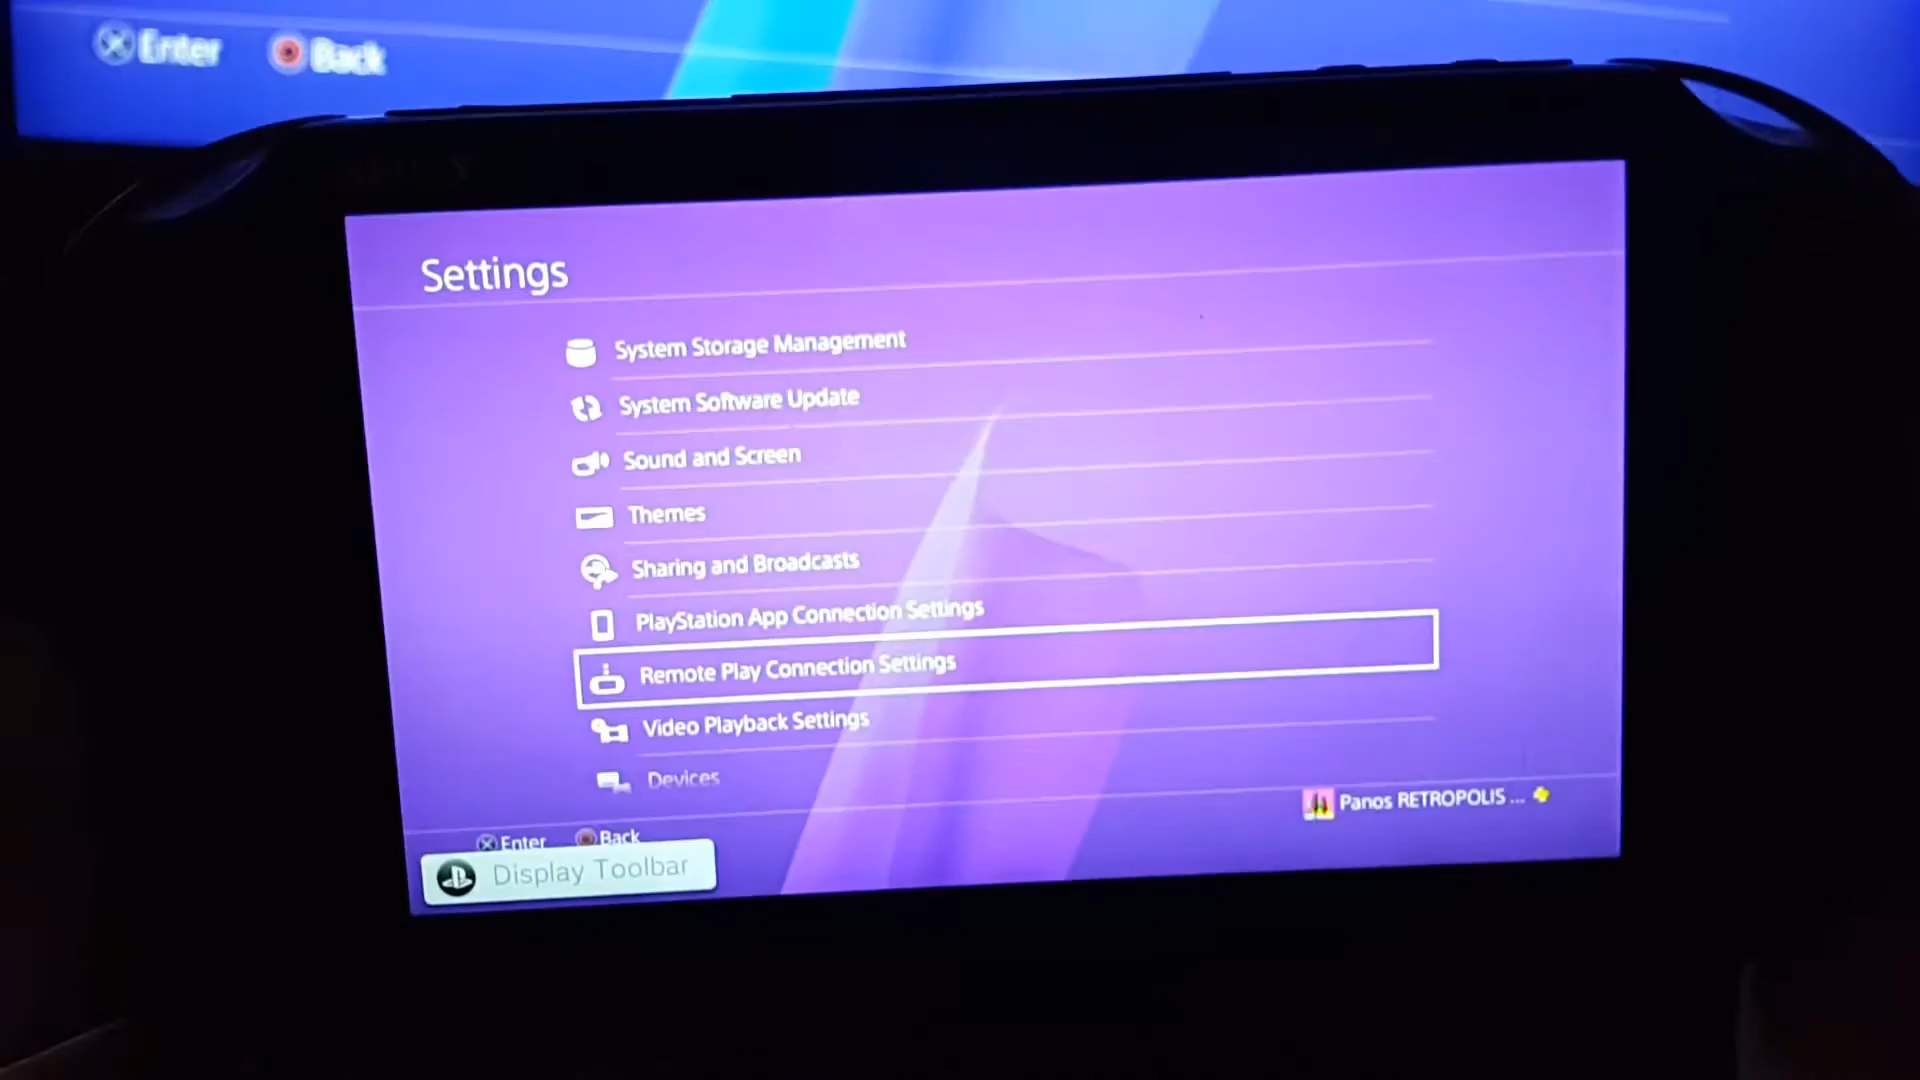 Enter Back
Settings
System Storage Management
System Software Update
Sound and Screen
Themes
Sharing and Broadcasts
PlayStation App Connection Settings
Remote Play Connection Settings
Video Playback Settings
Devices
Panos RETROPOLIS ...
Enter Back
Display Toolbar